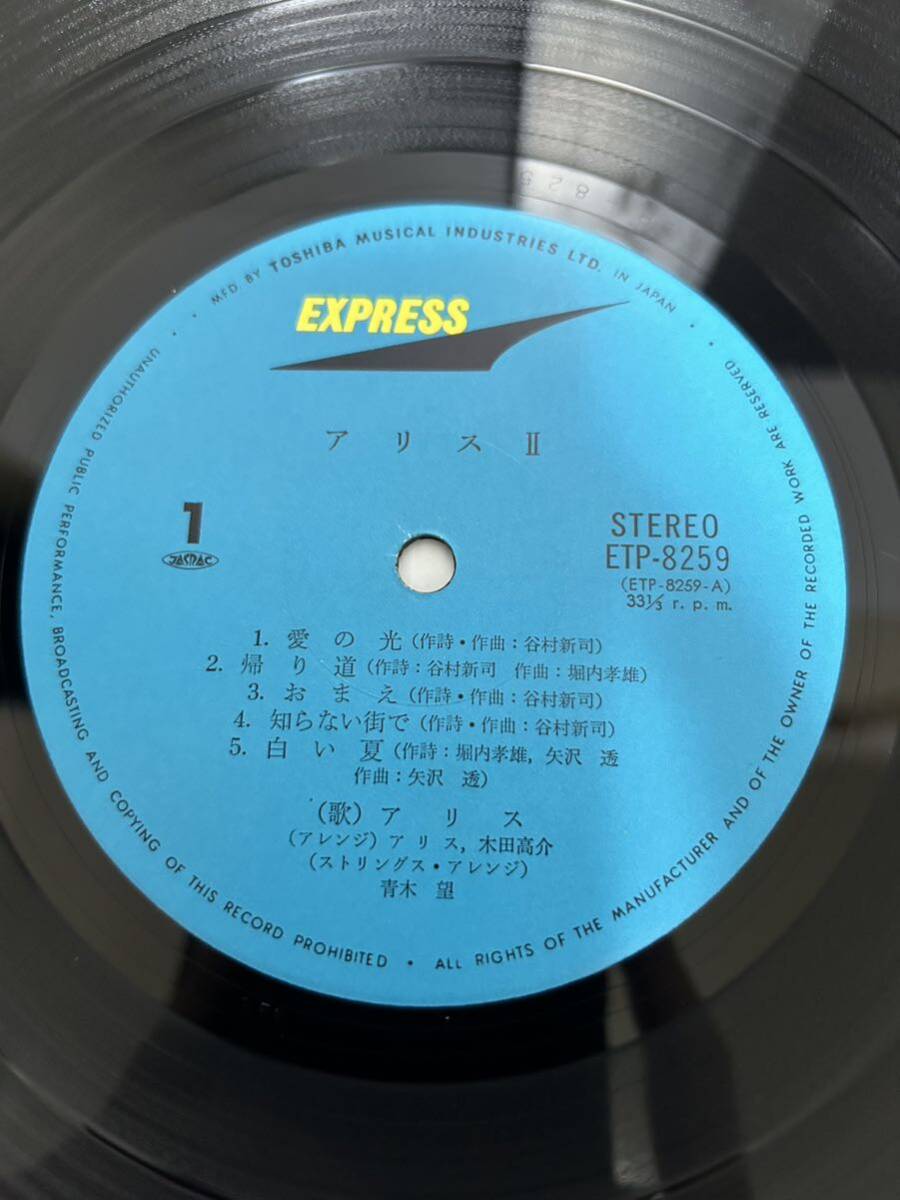 MFD. BY TOSHIBA MUSICAL INDUSTRIES LTD. IN JAPAN
EXPRESS
アリスⅡ
1
JASRAC
STEREO
ETP-8259
(ETP-8259-A)
33⅓ r.p.m.
1. 愛の光(作詩・作曲:谷村新司)
2. 帰り道(作詩:谷村新司 作曲:堀内孝雄)
3. おまえ(作詩・作曲:谷村新司)
4. 知らない街で(作詩・作曲:谷村新司)
5. 白い夏(作詩:堀内孝雄, 矢沢 透
作曲:矢沢 透)
(歌)アリス
(アレンジ)アリス, 木田高介
(ストリングス・アレンジ)
青木 望
UNAUTHORIZED PUBLIC PERFORMANCE, BROADCASTING AND COPYING OF THIS RECORD PROHIBITED • ALL RIGHTS OF THE MANUFACTURER AND OF THE OWNER OF THE RECORDED WORK ARE RESERVED